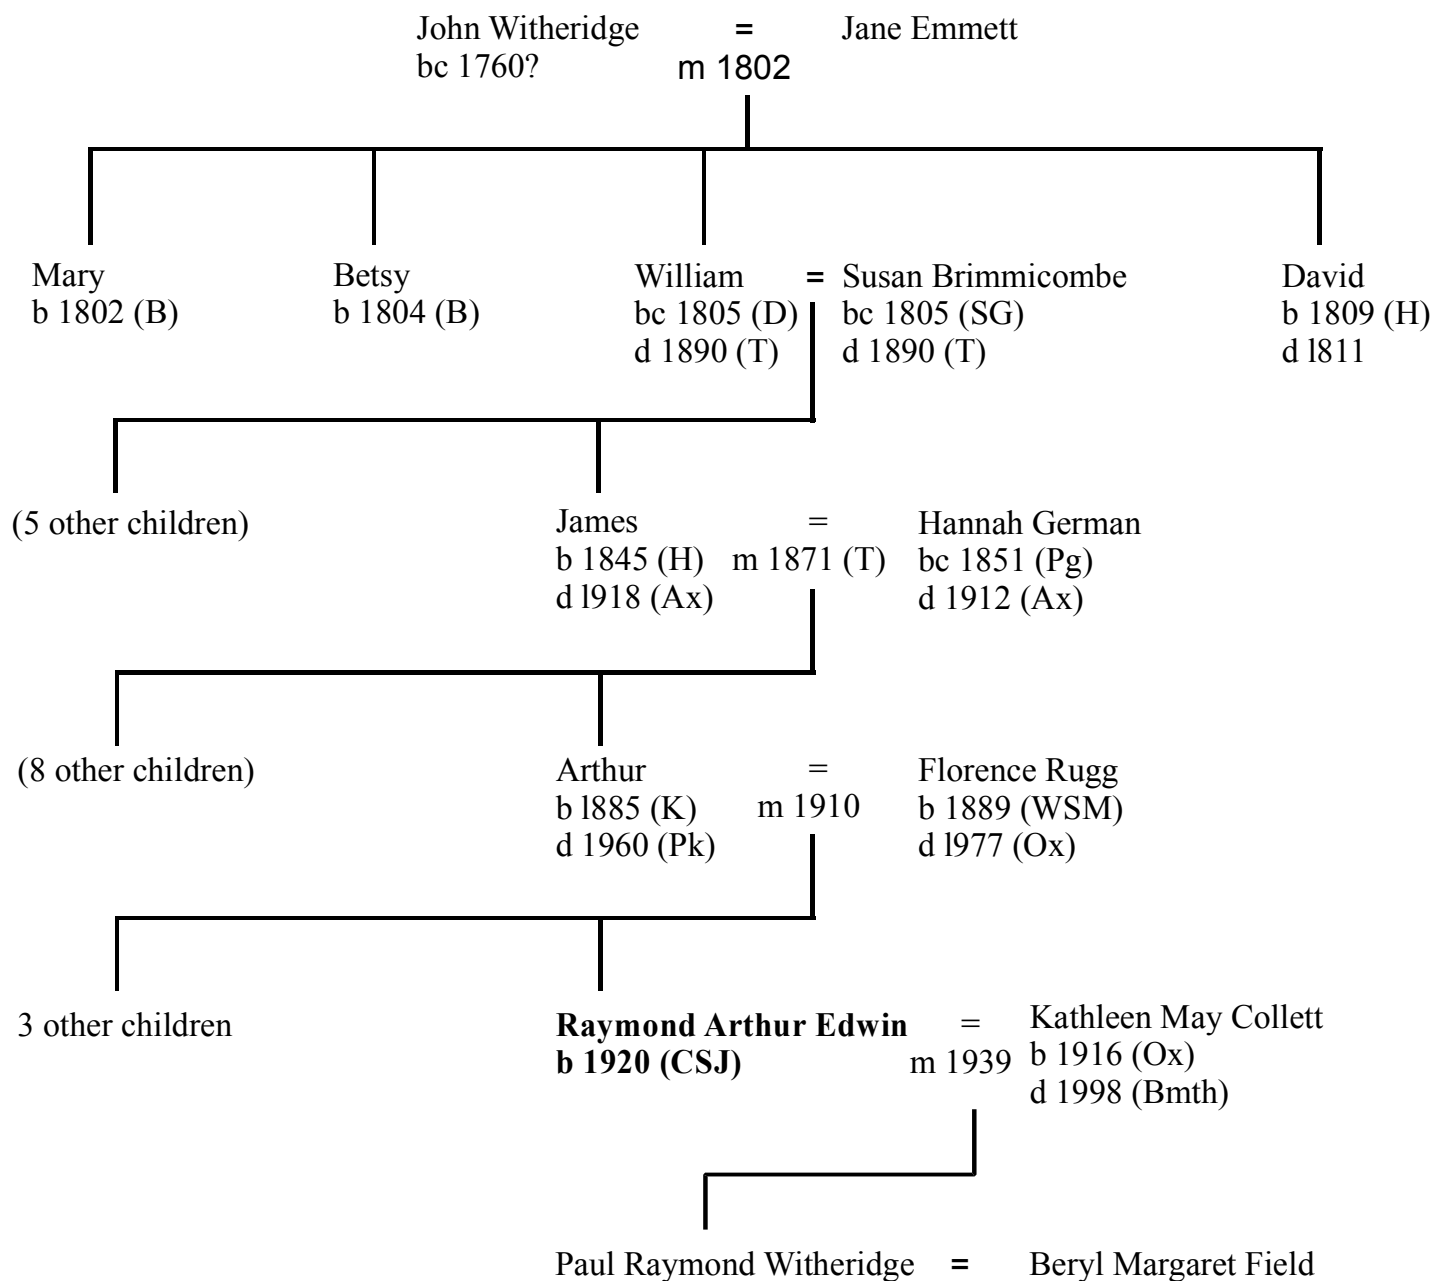 John Witheridge = Jane Emmett
bc 1760? m 1802
Mary Betsy William = Susan Brimmicombe David
b 1802 (B) b 1804 (B) bc 1805 (D) bc 1805 (SG) b 1809 (H)
d 1890 (T) d 1890 (T) d l811
(5 other children) James = Hannah German
b 1845 (H) m 1871 (T) bc 1851 (Pg)
d l918 (Ax) d 1912 (Ax)
(8 other children) Arthur = Florence Rugg
b l885 (K) m 1910 b 1889 (WSM)
d 1960 (Pk) d l977 (Ox)
3 other children Raymond Arthur Edwin = Kathleen May Collett
b 1920 (CSJ) m 1939 b 1916 (Ox)
d 1998 (Bmth)
Paul Raymond Witheridge = Beryl Margaret Field